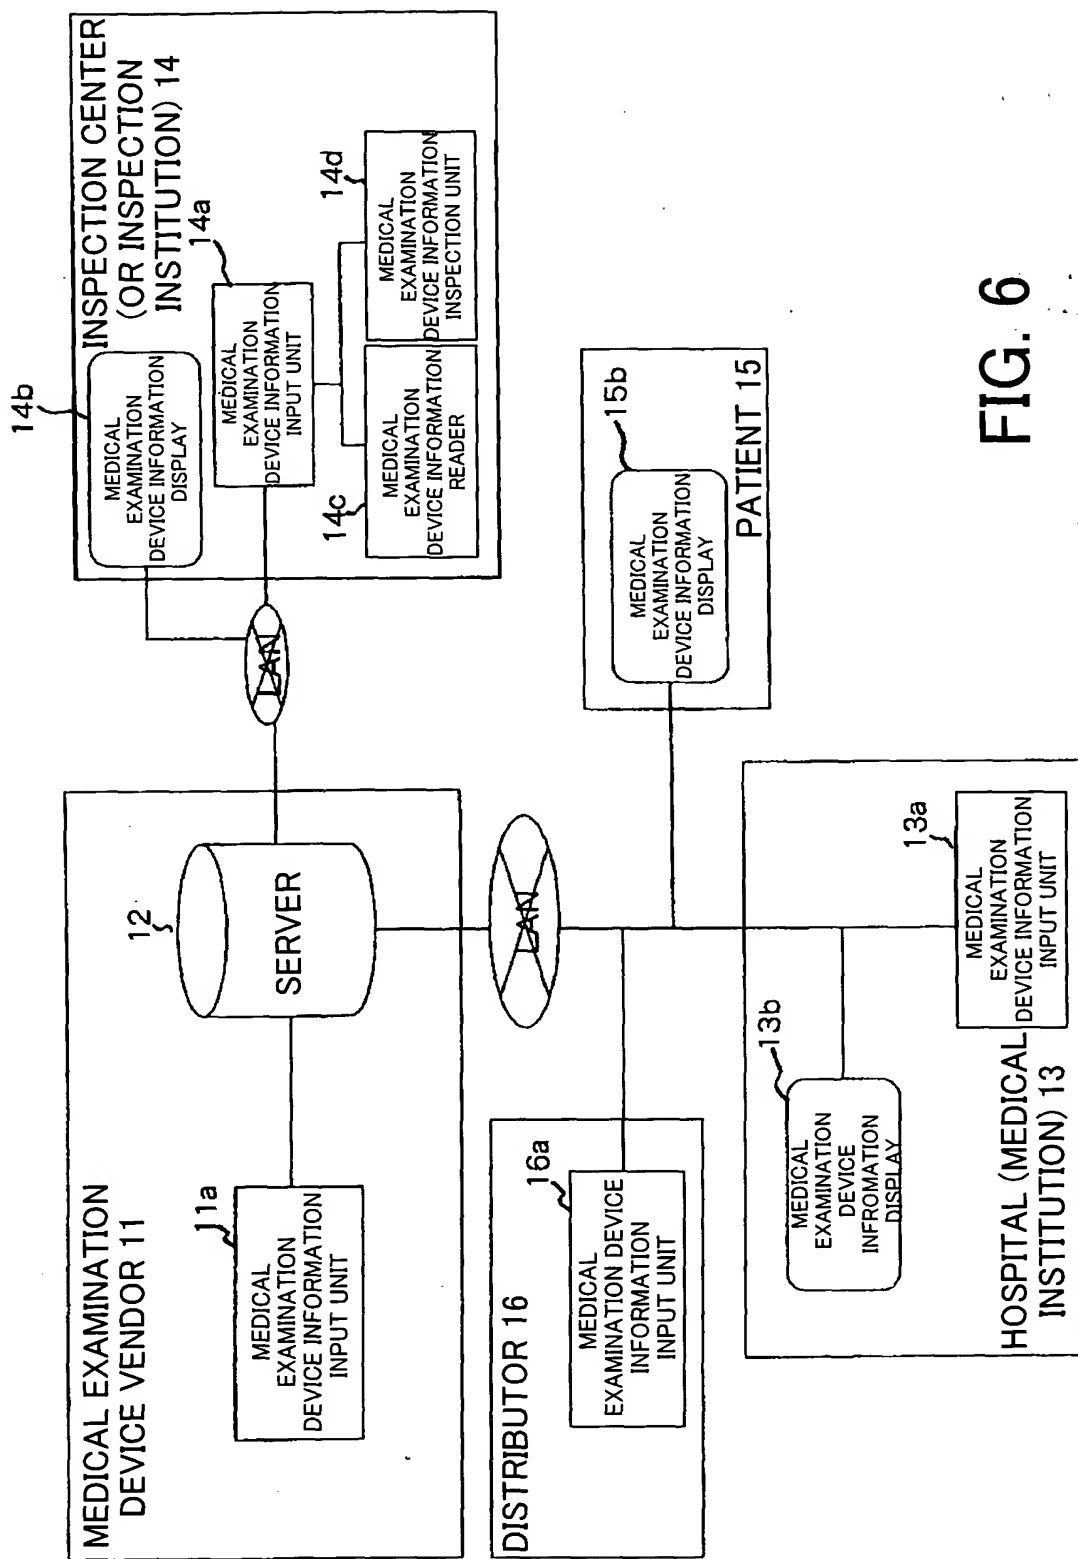 MEDICAL EXAMINATION
DEVICE VENDOR 11
11a
MEDICAL
EXAMINATION
DEVICE INFORMATION
INPUT UNIT
12
SERVER
LAN
14b
INSPECTION CENTER
(OR INSPECTION
INSTITUTION) 14
MEDICAL
EXAMINATION
DEVICE INFORMATION
DISPLAY
14a
MEDICAL
EXAMINATION
DEVICE INFORMATION
INPUT UNIT
14c
MEDICAL
EXAMINATION
DEVICE INFORMATION
READER
14d
MEDICAL
EXAMINATION
DEVICE INFORMATION
INSPECTION UNIT
LAN
DISTRIBUTOR 16
16a
MEDICAL
EXAMINATION DEVICE
INFORMATION
INPUT UNIT
15b
MEDICAL
EXAMINATION
DEVICE INFORMATION
DISPLAY
PATIENT 15
13b
MEDICAL
EXAMINATION
DEVICE
INFROMATION
DISPLAY
13a
MEDICAL
EXAMINATION
DEVICE INFORMATION
INPUT UNIT
HOSPITAL (MEDICAL
INSTITUTION) 13
FIG. 6